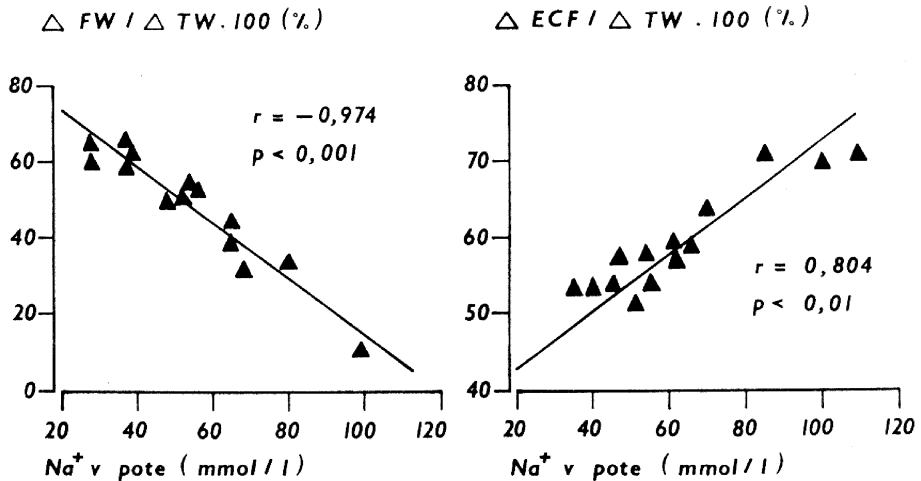 △ FW / △ TW . 100 (%)
80
60
40
20
0
r = −0,974
p < 0,001
20 40 60 80 100 120
Na⁺ v pote ( mmol / l )
△ ECF / △ TW . 100 (%)
80
70
60
50
40
r = 0,804
p < 0,01
20 40 60 80 100 120
Na⁺ v pote ( mmol / l )